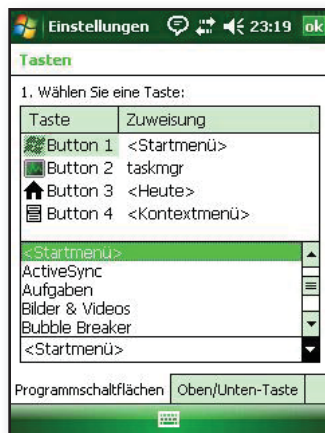 Einstellungen 23:19 ok
Tasten
1. Wählen Sie eine Taste:
Taste Zuweisung
Button 1 <Startmenü>
Button 2 taskmgr
Button 3 <Heute>
Button 4 <Kontextmenü>
<Startmenü>
ActiveSync
Aufgaben
Bilder & Videos
Bubble Breaker
<Startmenü>
Programmschaltflächen Oben/Unten-Taste